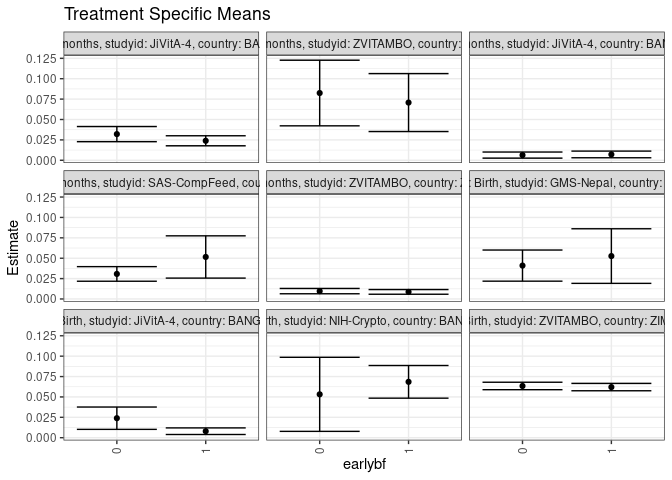 Treatment Specific Means
months, studyid: JiVitA-4, country: BA
months, studyid: ZVITAMBO, country:
months, studyid: JiVitA-4, country: BAN
0.125
0.100
0.075
0.050
0.025
0.000
months, studyid: SAS-CompFeed, cou
months, studyid: ZVITAMBO, country:
: Birth, studyid: GMS-Nepal, country:
0.125
0.100
0.075
0.050
0.025
0.000
Birth, studyid: JiVitA-4, country: BANG
rth, studyid: NIH-Crypto, country: BAN
Birth, studyid: ZVITAMBO, country: ZIM
0.125
0.100
0.075
0.050
0.025
0.000
0 1 0 1 0 1
earlybf
Estimate